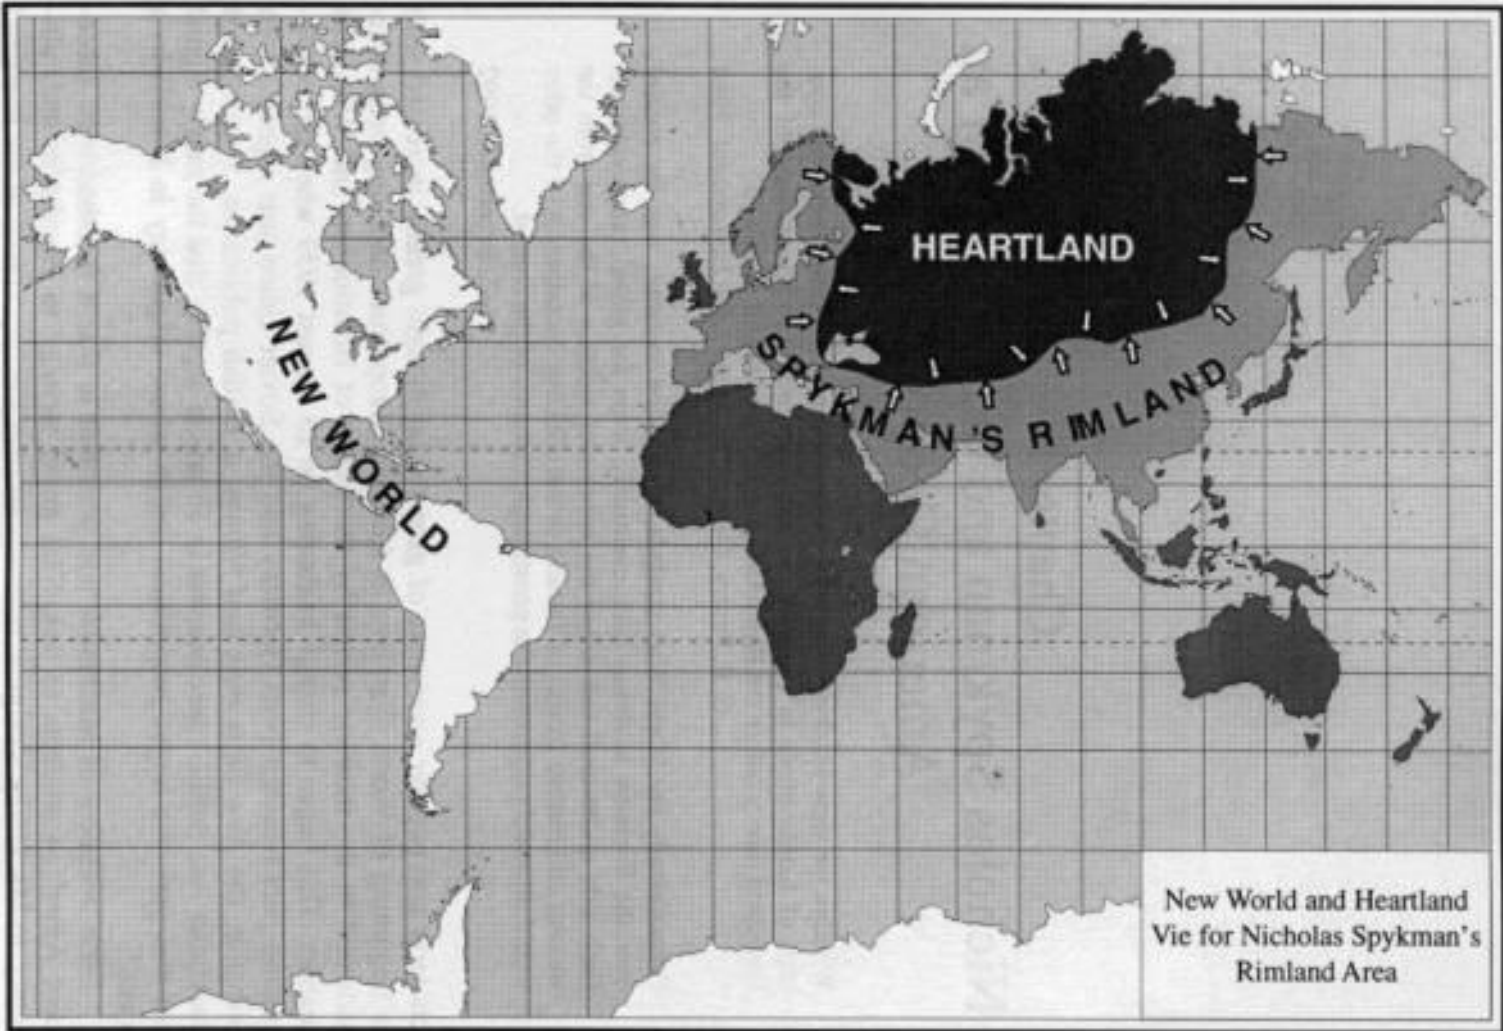 HEARTLAND
NEW WORLD
SPYKMAN'S RIMLAND
New World and Heartland
Vie for Nicholas Spykman's
Rimland Area